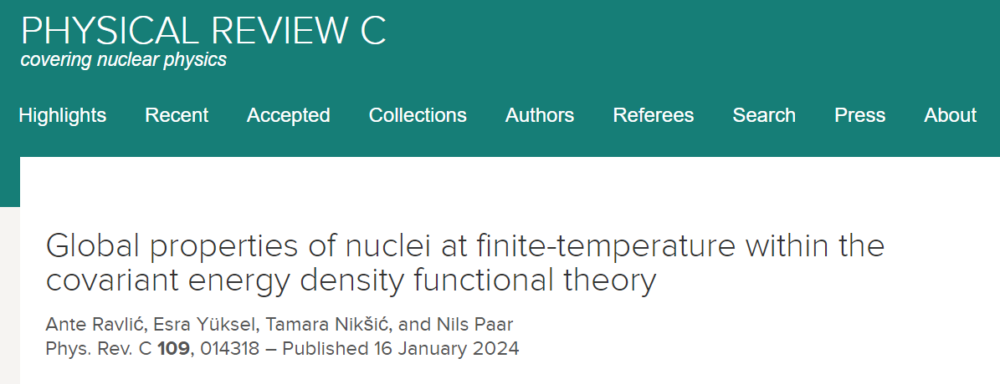 PHYSICAL REVIEW C
covering nuclear physics
Highlights Recent Accepted Collections Authors Referees Search Press About
Global properties of nuclei at finite-temperature within the
covariant energy density functional theory
Ante Ravlić, Esra Yüksel, Tamara Nikšić, and Nils Paar
Phys. Rev. C 109, 014318 – Published 16 January 2024